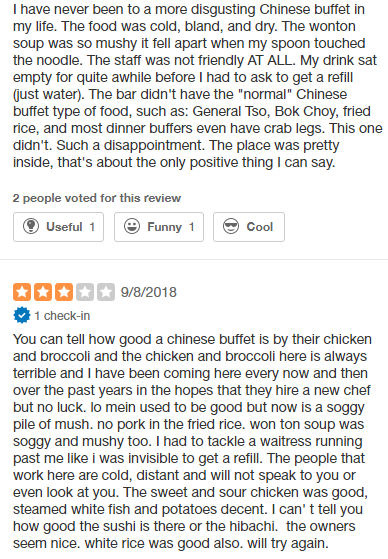 I have never been to a more disgusting Chinese buffet in
my life. The food was cold, bland, and dry. The wonton
soup was so mushy it fell apart when my spoon touched
the noodle. The staff was not friendly AT ALL. My drink sat
empty for quite awhile before I had to ask to get a refill
(just water). The bar didn't have the "normal" Chinese
buffet type of food, such as: General Tso, Bok Choy, fried
rice, and most dinner buffers even have crab legs. This one
didn't. Such a disappointment. The place was pretty
inside, that's about the only positive thing I can say.
2 people voted for this review
Useful 1 Funny 1 Cool
9/8/2018
1 check-in
You can tell how good a chinese buffet is by their chicken
and broccoli and the chicken and broccoli here is always
terrible and I have been coming here every now and then
over the past years in the hopes that they hire a new chef
but no luck. lo mein used to be good but now is a soggy
pile of mush. no pork in the fried rice. won ton soup was
soggy and mushy too. I had to tackle a waitress running
past me like i was invisible to get a refill. The people that
work here are cold, distant and will not speak to you or
even look at you. The sweet and sour chicken was good,
steamed white fish and potatoes decent. I can' t tell you
how good the sushi is there or the hibachi.  the owners
seem nice. white rice was good also. will try again.